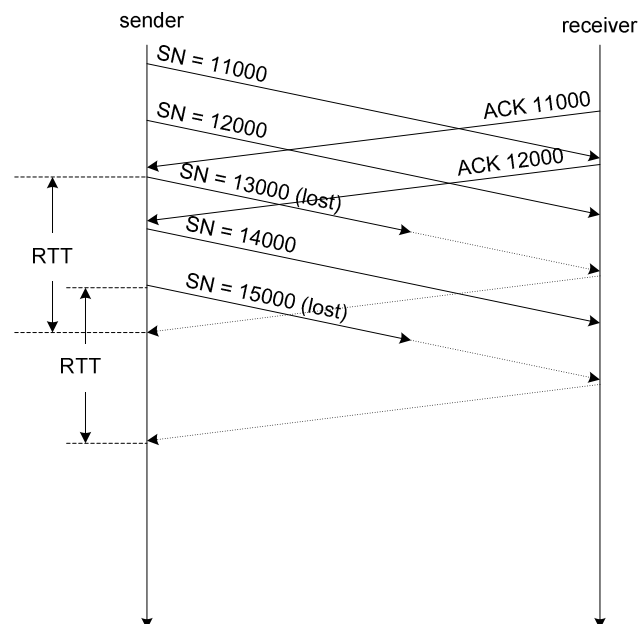 sender
receiver
SN = 11000
ACK 11000
SN = 12000
ACK 12000
SN = 13000 (lost)
SN = 14000
RTT
SN = 15000 (lost)
RTT